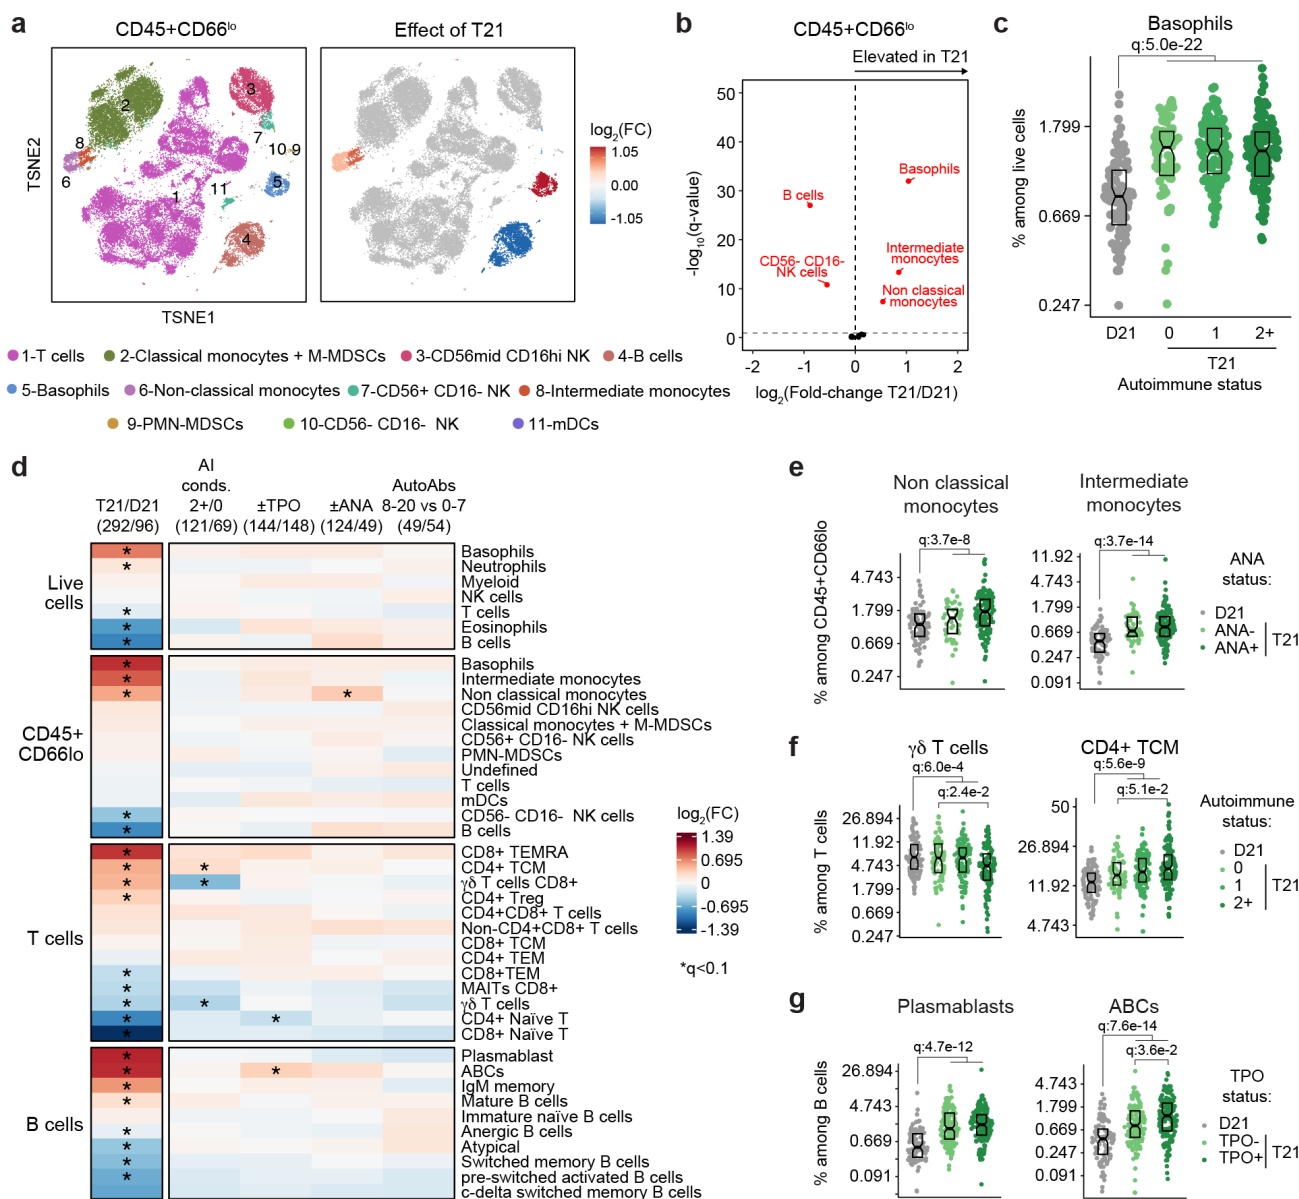 a
CD45+CD66lo
Effect of T21
TSNE2
TSNE1
1
2
3
4
5
6
7
8
9
10
11
log2(FC)
1.05
0.00
-1.05
1-T cells
2-Classical monocytes + M-MDSCs
3-CD56mid CD16hi NK
4-B cells
5-Basophils
6-Non-classical monocytes
7-CD56+ CD16- NK
8-Intermediate monocytes
9-PMN-MDSCs
10-CD56- CD16- NK
11-mDCs
b
CD45+CD66lo
Elevated in T21
-log10(q-value)
50
40
30
20
10
0
Basophils
B cells
Intermediate
monocytes
CD56- CD16-
NK cells
Non classical
monocytes
-2
-1
0
1
2
log2(Fold-change T21/D21)
c
Basophils
q:5.0e-22
% among live cells
1.799
0.669
0.247
D21
0
1
2+
T21
Autoimmune status
d
T21/D21
(292/96)
AI
conds.
2+/0
(121/69)
±TPO
(144/148)
±ANA
(124/49)
AutoAbs
8-20 vs 0-7
(49/54)
Live
cells
* Basophils
* Neutrophils
Myeloid
NK cells
* T cells
* Eosinophils
* B cells
CD45+
CD66lo
* Basophils
* Intermediate monocytes
* * Non classical monocytes
CD56mid CD16hi NK cells
Classical monocytes + M-MDSCs
CD56+ CD16- NK cells
PMN-MDSCs
Undefined
T cells
mDCs
* CD56- CD16- NK cells
* B cells
T cells
* CD8+ TEMRA
* * CD4+ TCM
* * γδ T cells CD8+
* CD4+ Treg
CD4+CD8+ T cells
Non-CD4+CD8+ T cells
CD8+ TCM
CD4+ TEM
* CD8+TEM
* MAITs CD8+
* * γδ T cells
* * CD4+ Naïve T
* CD8+ Naïve T
B cells
* Plasmablast
* * ABCs
* IgM memory
* Mature B cells
Immature naïve B cells
* Anergic B cells
* Atypical
* Switched memory B cells
* pre-switched activated B cells
c-delta switched memory B cells
log2(FC)
1.39
0.695
0
-0.695
-1.39
*q<0.1
e
Non classical
monocytes
q:3.7e-8
% among CD45+CD66lo
4.743
1.799
0.669
0.247
Intermediate
monocytes
q:3.7e-14
11.92
4.743
1.799
0.669
0.247
0.091
ANA
status:
D21
ANA-
ANA+
T21
f
γδ T cells
q:6.0e-4
q:2.4e-2
% among T cells
26.894
11.92
4.743
1.799
0.669
0.247
CD4+ TCM
q:5.6e-9
q:5.1e-2
50
26.894
11.92
4.743
Autoimmune
status:
D21
0
1
2+
T21
g
Plasmablasts
q:4.7e-12
% among B cells
26.894
4.743
0.669
0.091
ABCs
q:7.6e-14
q:3.6e-2
4.743
1.799
0.669
0.247
0.091
TPO
status:
D21
TPO-
TPO+
T21